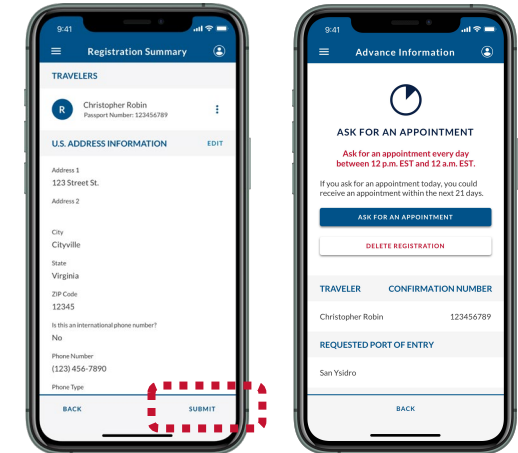 9:41
Registration Summary
TRAVELERS
R
Christopher Robin
Passport Number: 123456789
U.S. ADDRESS INFORMATION EDIT
Address 1
123 Street St.
Address 2
City
Cityville
State
Virginia
ZIP Code
12345
Is this an International phone number?
No
Phone Number
(123) 456-7890
Phone Type
BACK SUBMIT
9:41
Advance Information
ASK FOR AN APPOINTMENT
Ask for an appointment every day
between 12 p.m. EST and 12 a.m. EST.
If you ask for an appointment today, you could
receive an appointment within the next 21 days.
ASK FOR AN APPOINTMENT
DELETE REGISTRATION
TRAVELER CONFIRMATION NUMBER
Christopher Robin 123456789
REQUESTED PORT OF ENTRY
San Ysidro
BACK